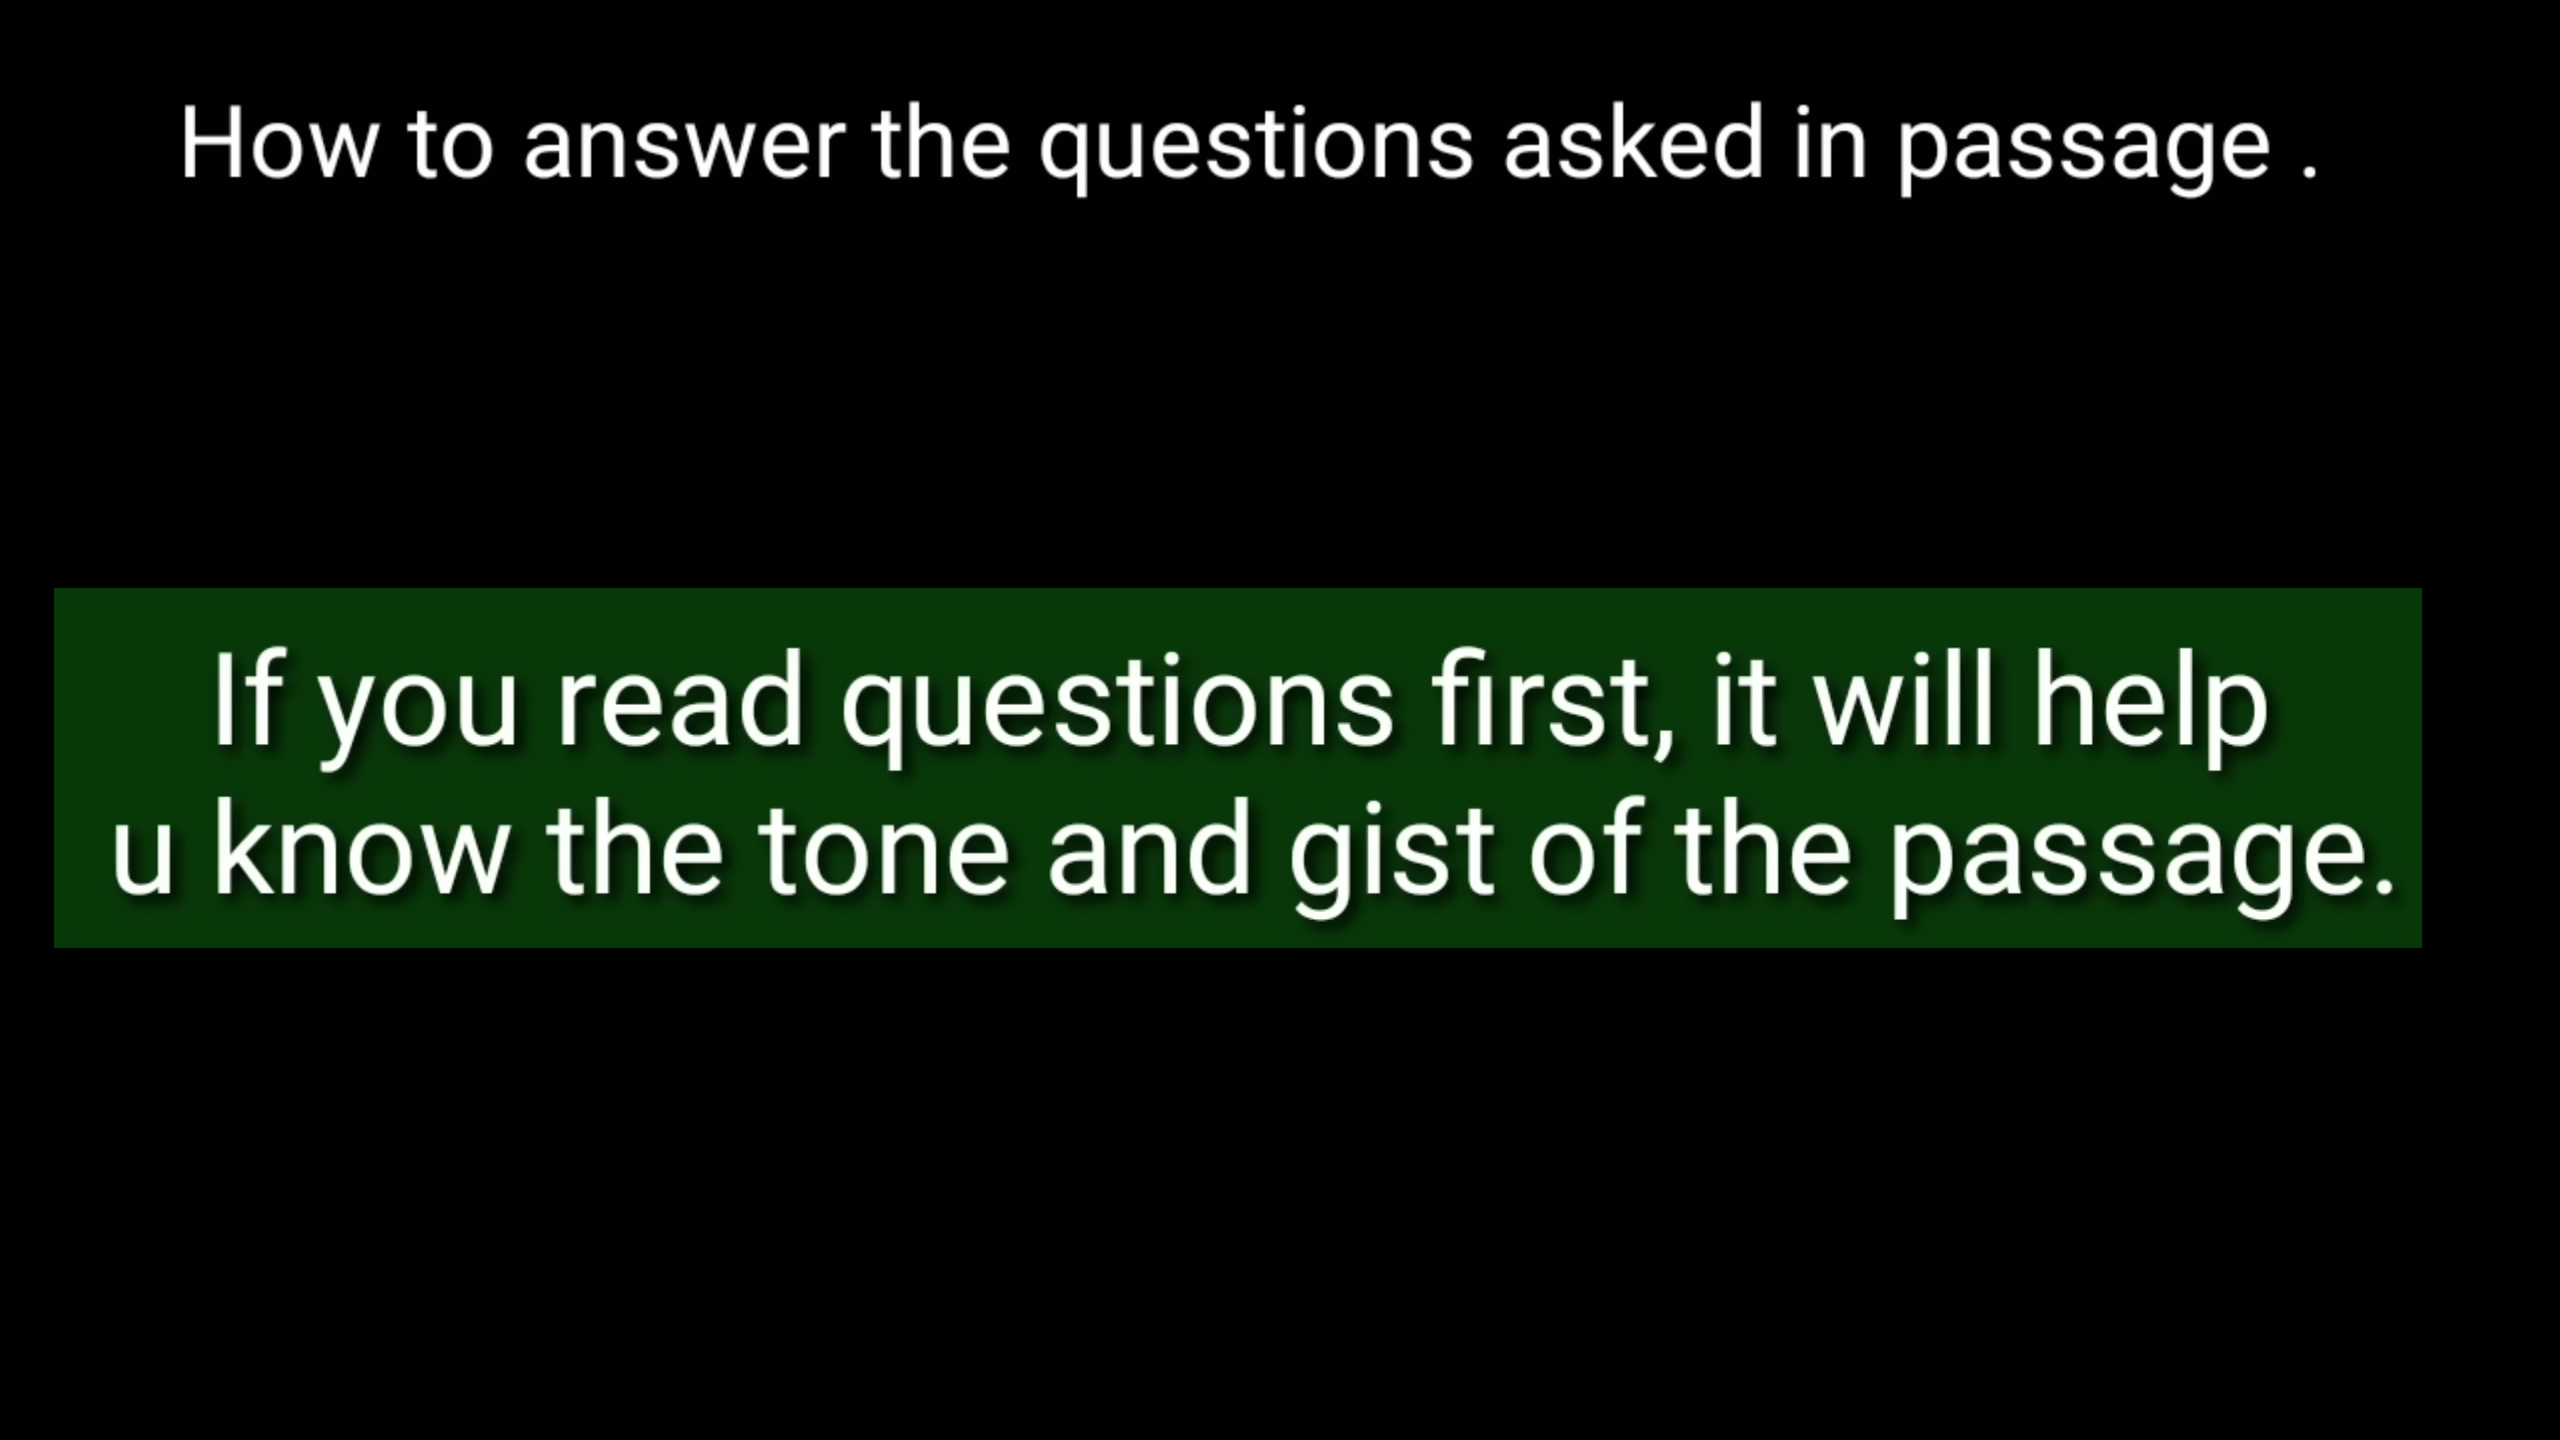 How to answer the questions asked in passage .
If you read questions first, it will help
u know the tone and gist of the passage.